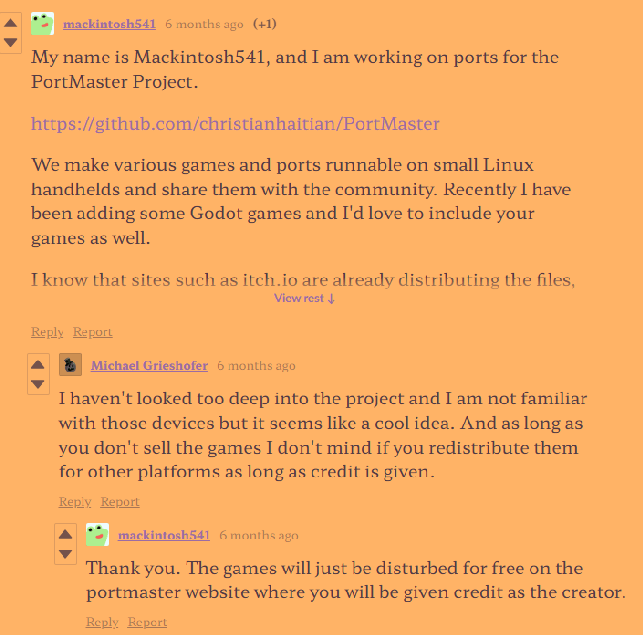 mackintosh541 6 months ago (+1)
My name is Mackintosh541, and I am working on ports for the
PortMaster Project.
https://github.com/christianhaitian/PortMaster
We make various games and ports runnable on small Linux
handhelds and share them with the community. Recently I have
been adding some Godot games and I'd love to include your
games as well.
I know that sites such as itch.io are already distributing the files,
View rest ↓
Reply Report
Michael Grieshofer 6 months ago
I haven't looked too deep into the project and I am not familiar
with those devices but it seems like a cool idea. And as long as
you don't sell the games I don't mind if you redistribute them
for other platforms as long as credit is given.
Reply Report
mackintosh541 6 months ago
Thank you. The games will just be disturbed for free on the
portmaster website where you will be given credit as the creator.
Reply Report